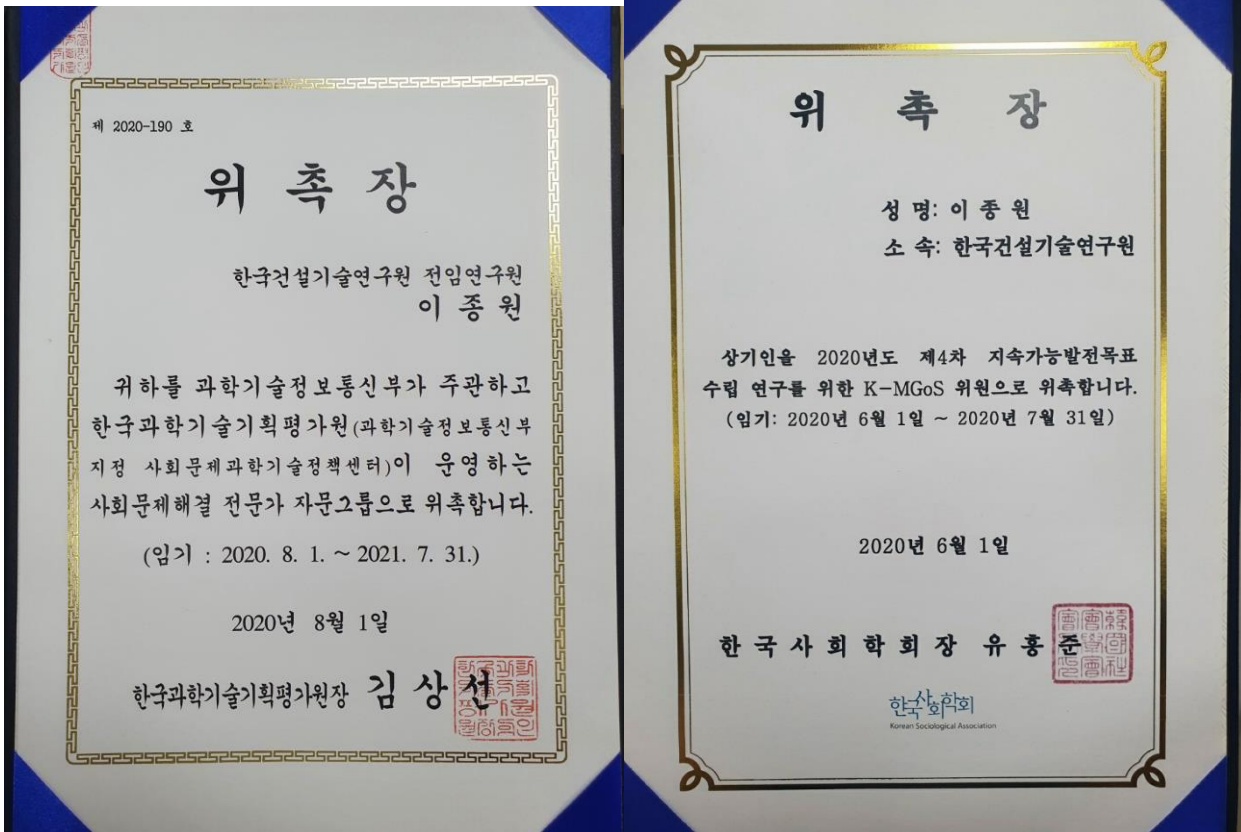 제 2020-190 호
위 촉 장
한국건설기술연구원 전임연구원
이 종 원
귀하를 과학기술정보통신부가 주관하고
한국과학기술기획평가원(과학기술정보통신부
지정 사회문제과학기술정책센터)이 운영하는
사회문제해결 전문가 자문그룹으로 위촉합니다.
(임기 : 2020. 8. 1. ~ 2021. 7. 31.)
2020년 8월 1일
한국과학기술기획평가원장 김 상 선
위 촉 장
성 명: 이 종 원
소 속: 한국건설기술연구원
상기인을 2020년도 제4차 지속가능발전목표
수립 연구를 위한 K-MGoS 위원으로 위촉합니다.
(임기: 2020년 6월 1일 ~ 2020년 7월 31일)
2020년 6월 1일
한 국 사 회 학 회 장 유 홍 준
한국사회학회
Korean Sociological Association